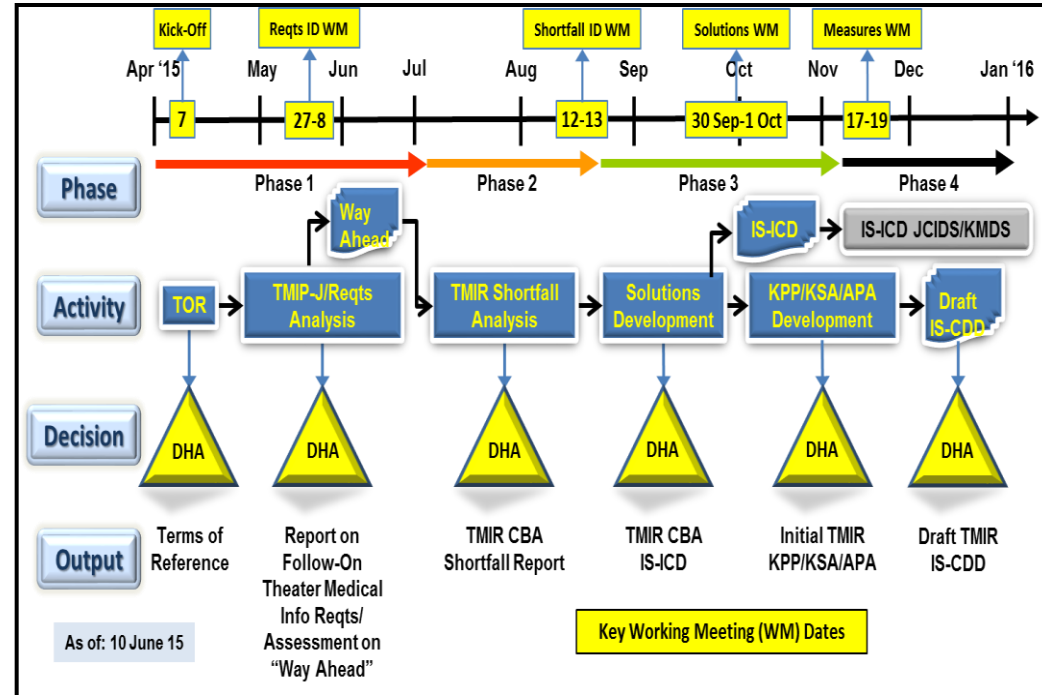 Kick-Off
Reqts ID WM
Shortfall ID WM
Solutions WM
Measures WM
Apr ‘15
May
Jun
Jul
Aug
Sep
Oct
Nov
Dec
Jan ‘16
7
27-8
12-13
30 Sep-1 Oct
17-19
Phase
Phase 1
Phase 2
Phase 3
Phase 4
Way
Ahead
IS-ICD
IS-ICD JCIDS/KMDS
Activity
TOR
TMIP-J/Reqts
Analysis
TMIR Shortfall
Analysis
Solutions
Development
KPP/KSA/APA
Development
Draft
IS-CDD
Decision
DHA
DHA
DHA
DHA
DHA
DHA
Output
Terms of
Reference
Report on
Follow-On
Theater Medical
Info Reqts/
Assessment on
“Way Ahead”
TMIR CBA
Shortfall Report
TMIR CBA
IS-ICD
Initial TMIR
KPP/KSA/APA
Draft TMIR
IS-CDD
As of: 10 June 15
Key Working Meeting (WM) Dates